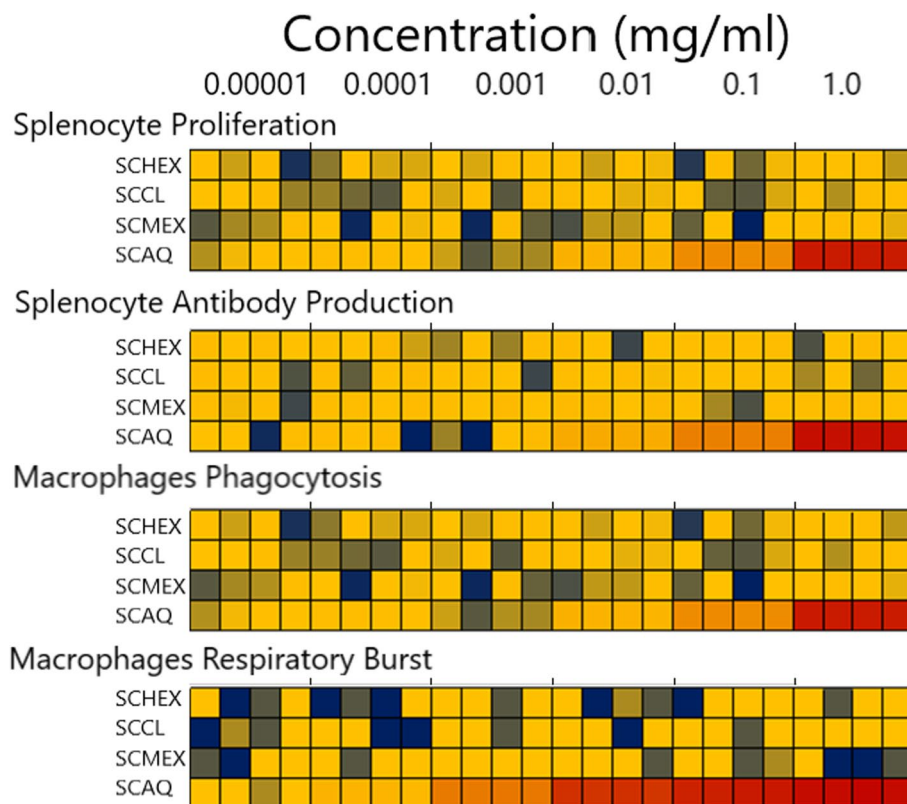 Concentration (mg/ml)
0.00001 0.0001 0.001 0.01 0.1 1.0
Splenocyte Proliferation
SCHEX
SCCL
SCMEX
SCAQ
Splenocyte Antibody Production
SCHEX
SCCL
SCMEX
SCAQ
Macrophages Phagocytosis
SCHEX
SCCL
SCMEX
SCAQ
Macrophages Respiratory Burst
SCHEX
SCCL
SCMEX
SCAQ